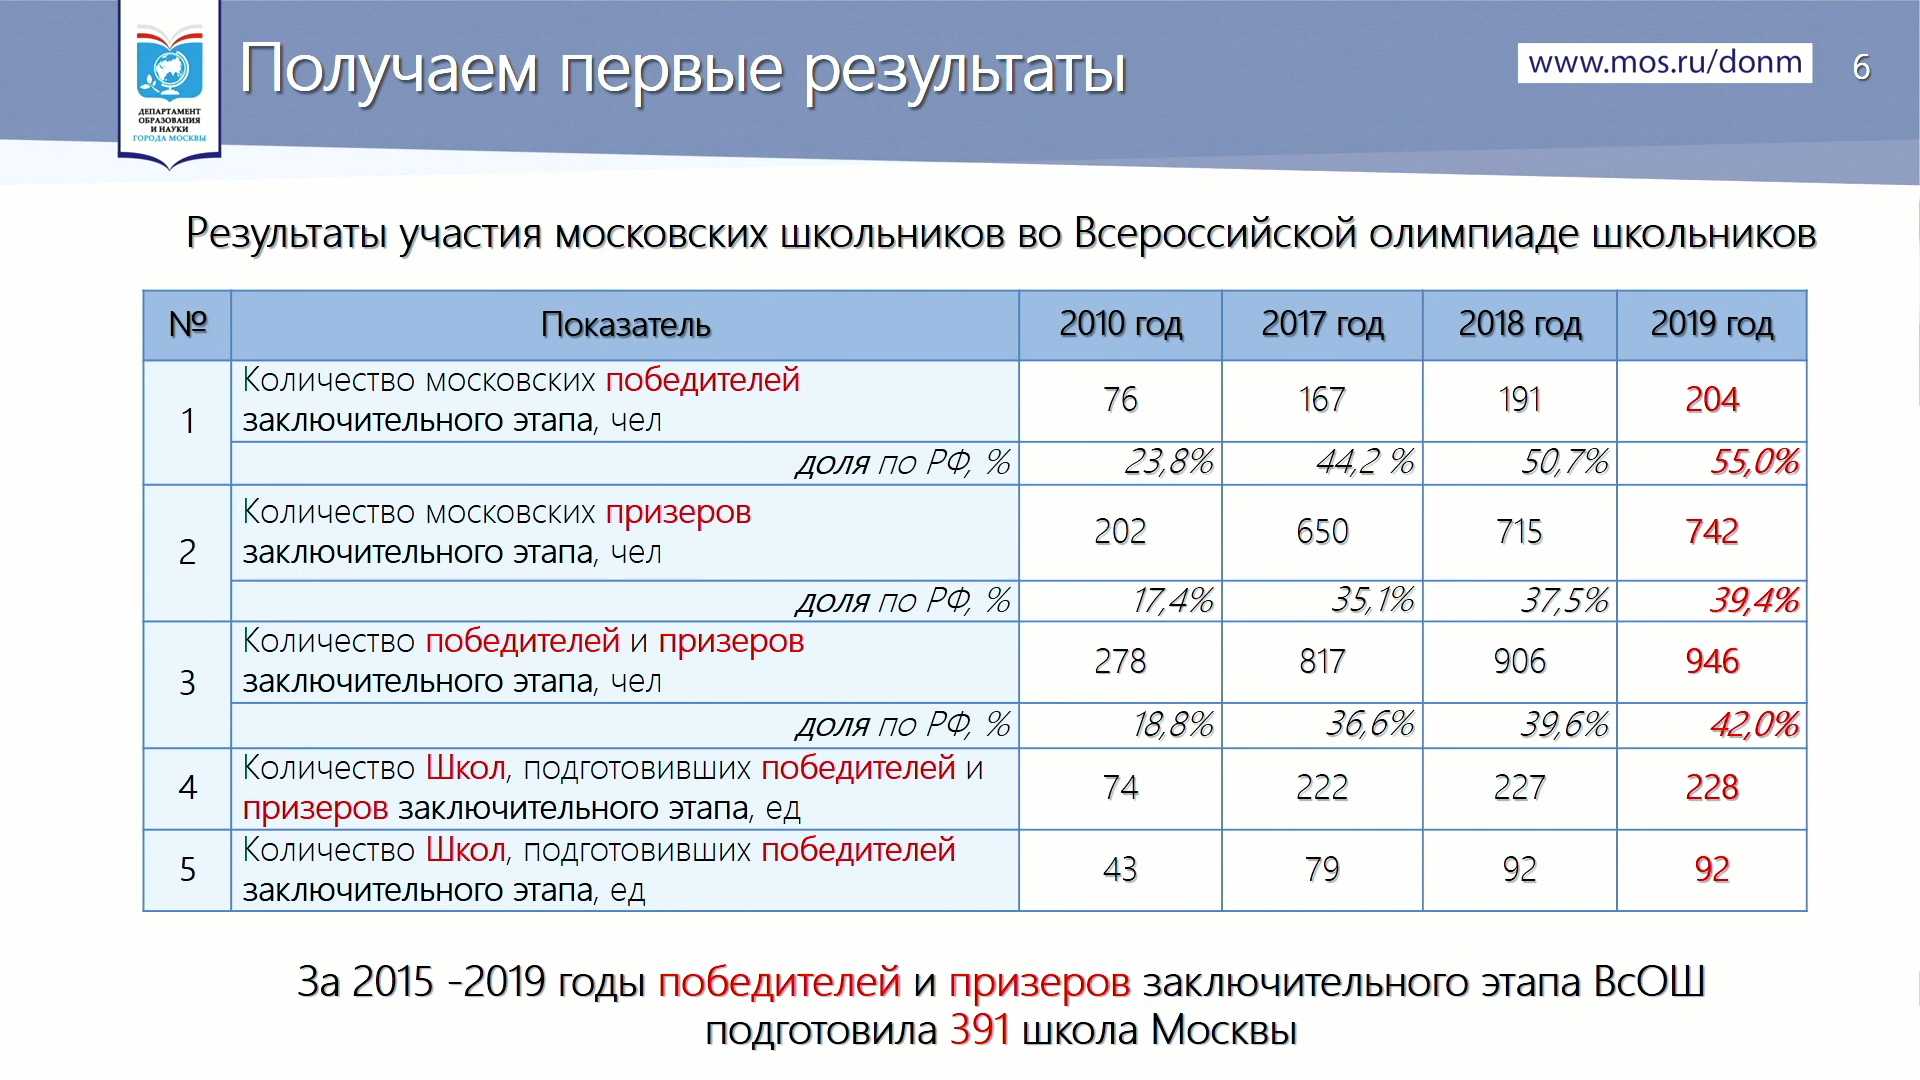 ДЕПАРТАМЕНТ
ОБРАЗОВАНИЯ
И НАУКИ
ГОРОДА МОСКВЫ
Получаем первые результаты
www.mos.ru/donm
6
Результаты участия московских школьников во Всероссийской олимпиаде школьников
№ Показатель 2010 год 2017 год 2018 год 2019 год
1 Количество московских победителей
заключительного этапа, чел 76 167 191 204
доля по РФ, % 23,8% 44,2 % 50,7% 55,0%
2 Количество московских призеров
заключительного этапа, чел 202 650 715 742
доля по РФ, % 17,4% 35,1% 37,5% 39,4%
3 Количество победителей и призеров
заключительного этапа, чел 278 817 906 946
доля по РФ, % 18,8% 36,6% 39,6% 42,0%
4 Количество Школ, подготовивших победителей и
призеров заключительного этапа, ед 74 222 227 228
5 Количество Школ, подготовивших победителей
заключительного этапа, ед 43 79 92 92
За 2015 -2019 годы победителей и призеров заключительного этапа ВсОШ
подготовила 391 школа Москвы